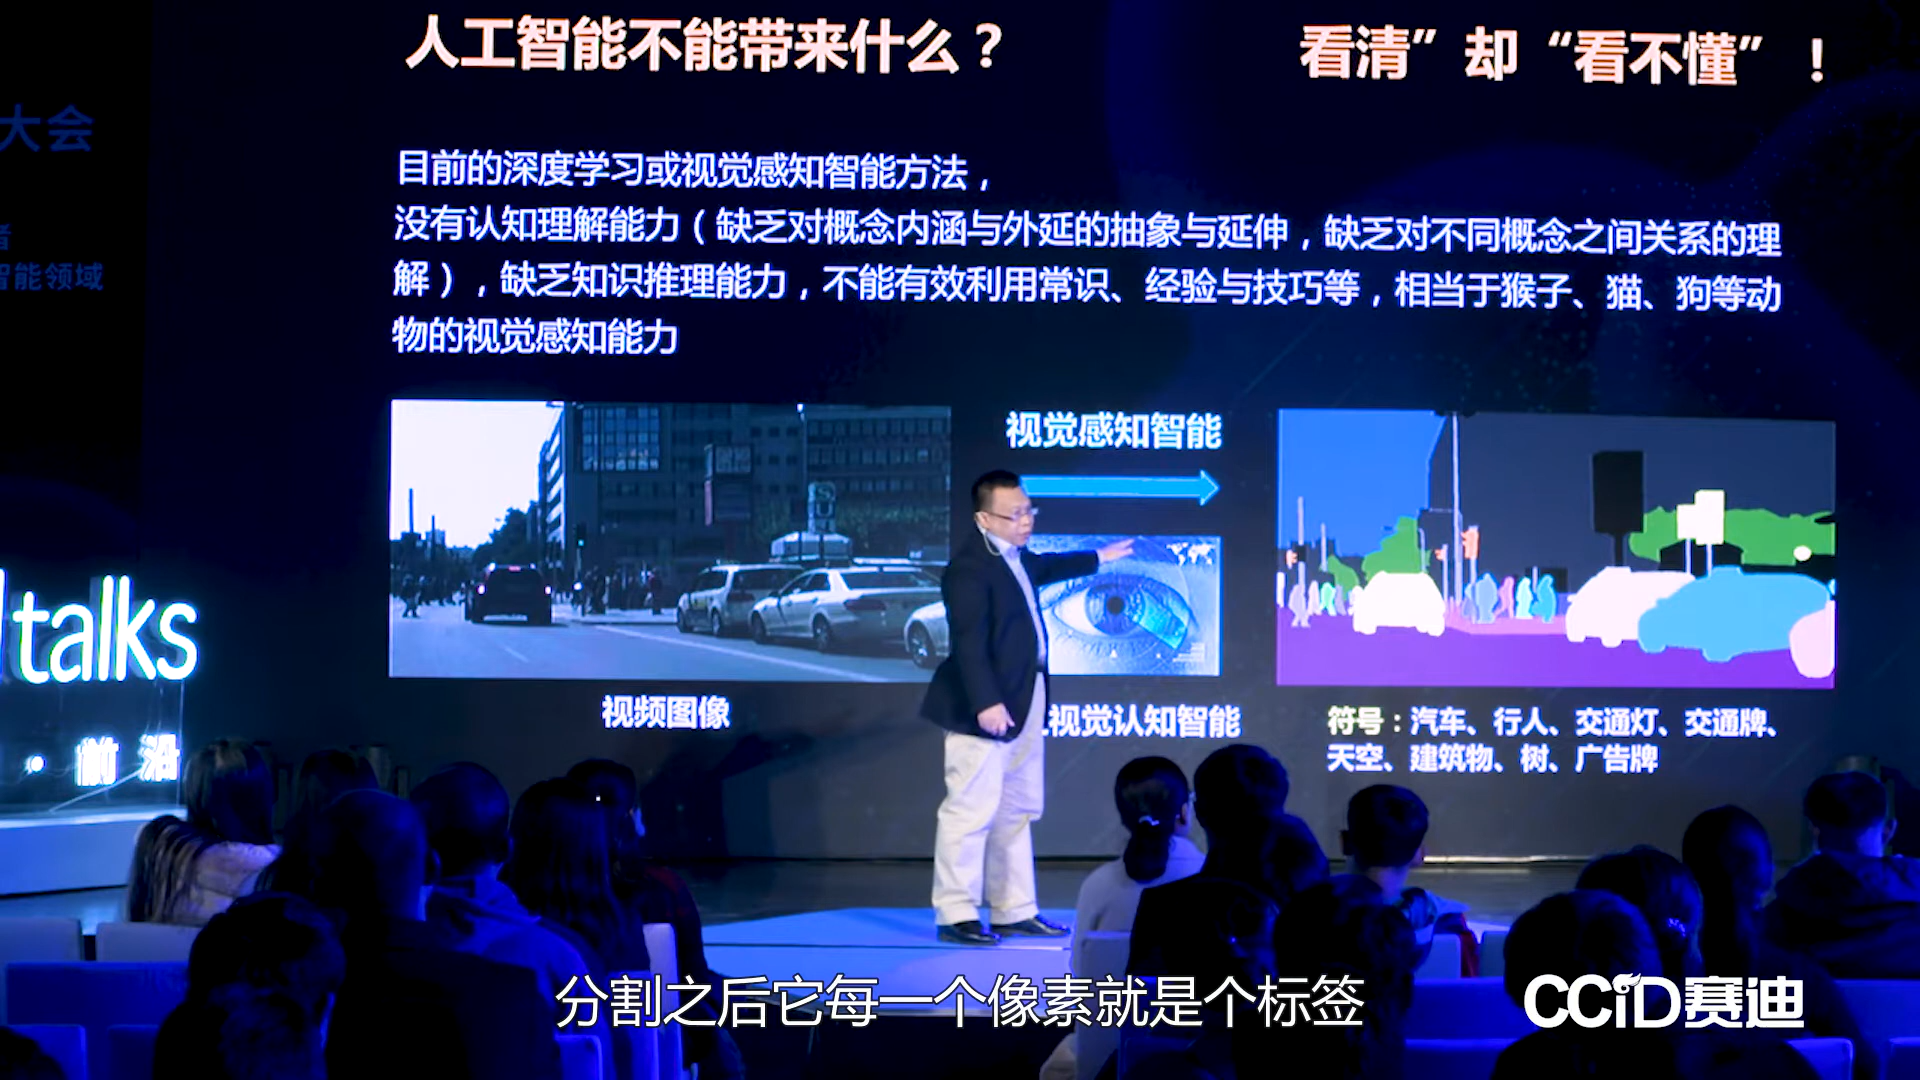 人工智能不能带来什么？
看清”却“看不懂”！
大会
目前的深度学习或视觉感知智能方法，
没有认知理解能力（缺乏对概念内涵与外延的抽象与延伸，缺乏对不同概念之间关系的理
解），缺乏知识推理能力，不能有效利用常识、经验与技巧等，相当于猴子、猫、狗等动
物的视觉感知能力
智能领域
视觉感知智能
talks
视频图像
视觉认知智能
符号：汽车、行人、交通灯、交通牌、
天空、建筑物、树、广告牌
·前沿
分割之后它每一个像素就是个标签
CCiD赛迪